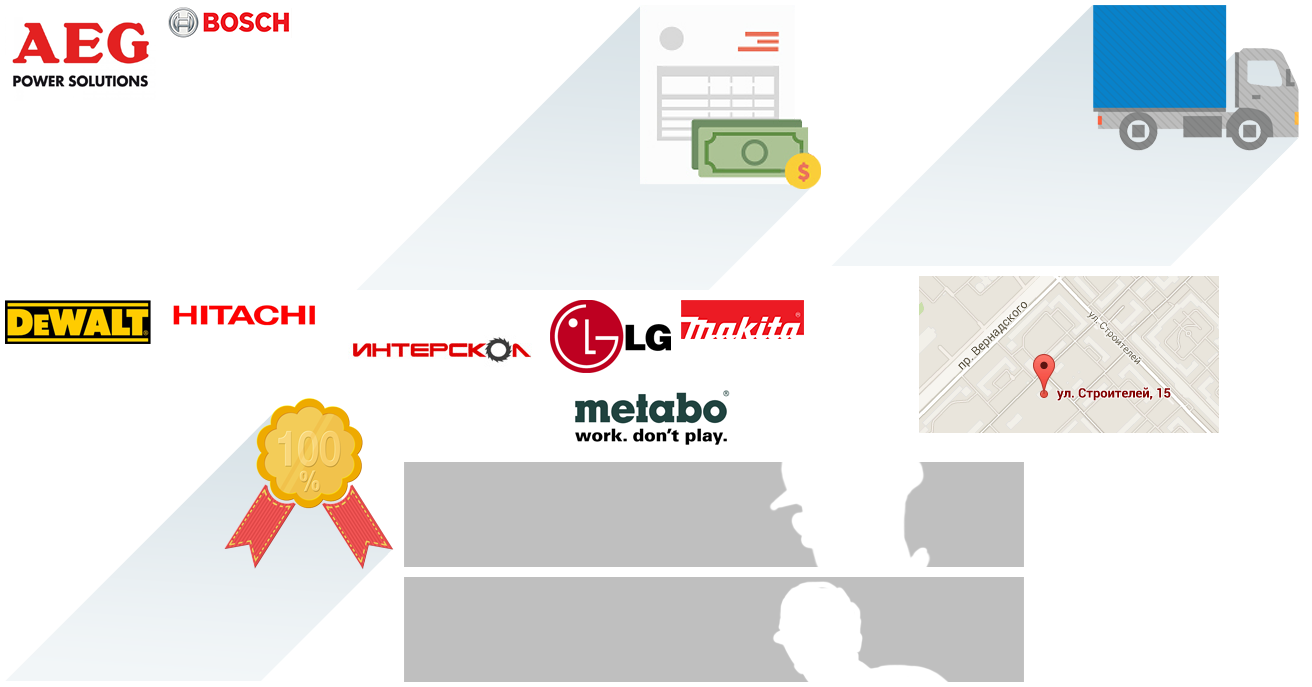 AEG
POWER SOLUTIONS
BOSCH
$
DEWALT®
HITACHI
ИНТЕРСКОЛ
LG
Makita®
пр. Вернадского
ул. Строителей
ул. Строителей, 15
metabo®
work. don't play.
100
%